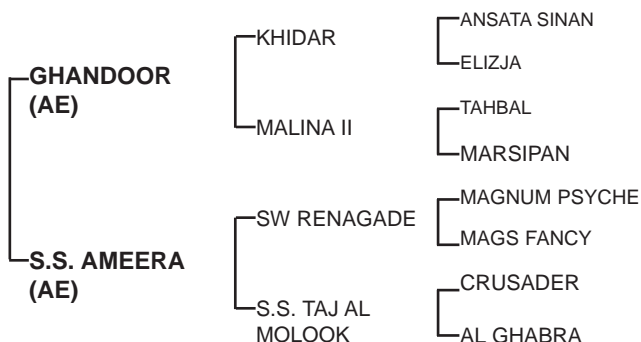 GHANDOOR
(AE)
S.S. AMEERA
(AE)
KHIDAR
MALINA II
SW RENAGADE
S.S. TAJ AL
MOLOOK
ANSATA SINAN
ELIZJA
TAHBAL
MARSIPAN
MAGNUM PSYCHE
MAGS FANCY
CRUSADER
AL GHABRA